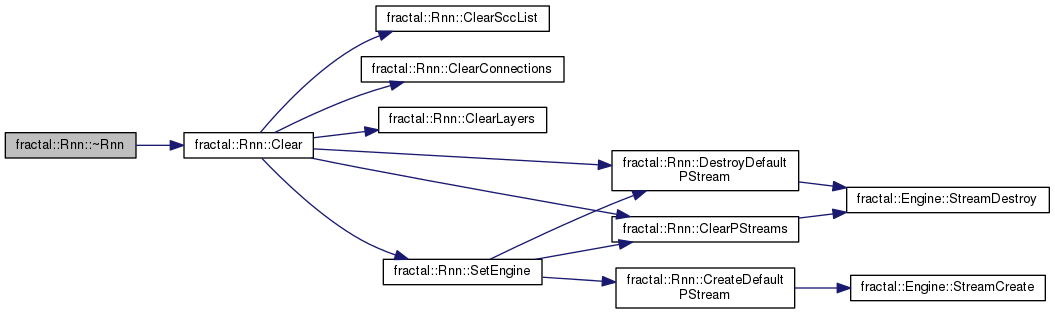 fractal::Rnn::~Rnn
fractal::Rnn::Clear
fractal::Rnn::ClearSccList
fractal::Rnn::ClearConnections
fractal::Rnn::ClearLayers
fractal::Rnn::DestroyDefault
PStream
fractal::Rnn::ClearPStreams
fractal::Rnn::SetEngine
fractal::Rnn::CreateDefault
PStream
fractal::Engine::StreamDestroy
fractal::Engine::StreamCreate